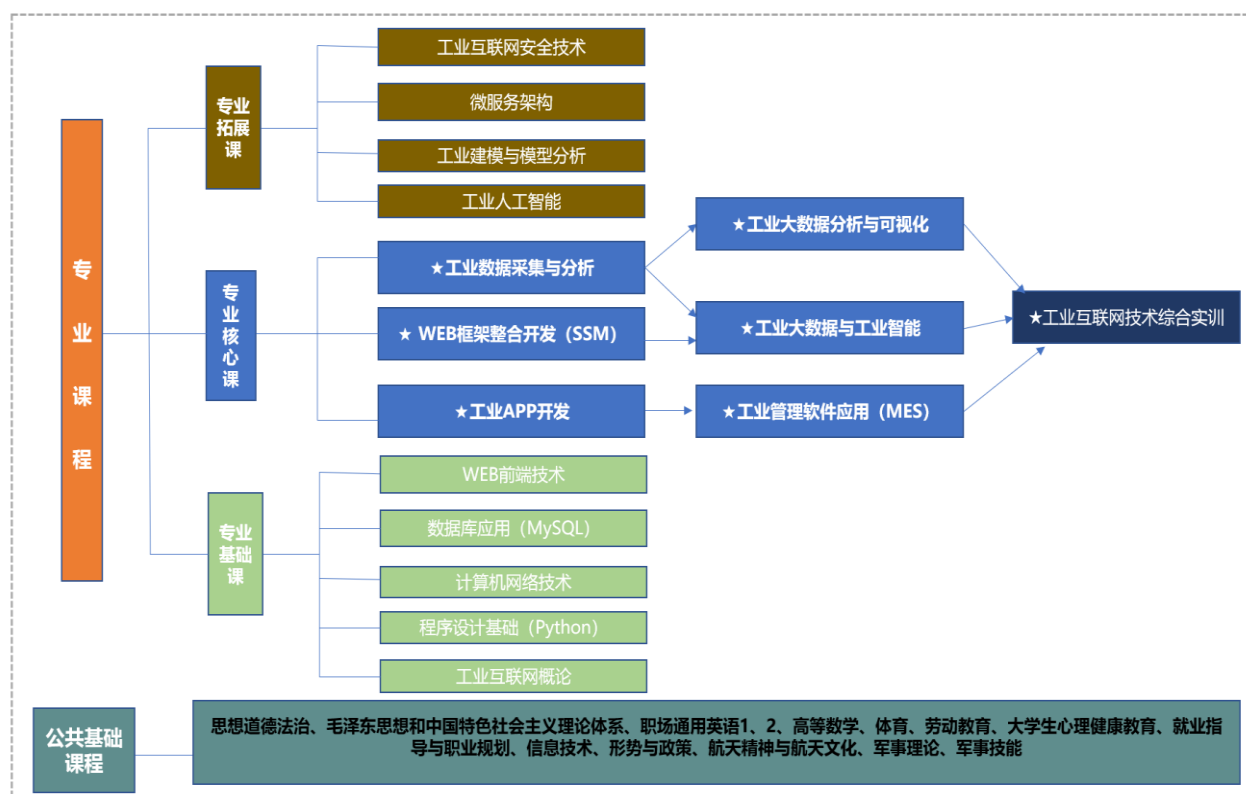 专业课程
专业
拓展
课
工业互联网安全技术
微服务架构
工业建模与模型分析
工业人工智能
专业核心课
★工业数据采集与分析
★ WEB框架整合开发（SSM）
★工业APP开发
★工业大数据分析与可视化
★工业大数据与工业智能
★工业管理软件应用（MES）
★工业互联网技术综合实训
专业
基础
课
WEB前端技术
数据库应用（MySQL）
计算机网络技术
程序设计基础（Python）
工业互联网概论
公共基础
课程
思想道德法治、毛泽东思想和中国特色社会主义理论体系、职场通用英语1、2、高等数学、体育、劳动教育、大学生心理健康教育、就业指
导与职业规划、信息技术、形势与政策、航天精神与航天文化、军事理论、军事技能